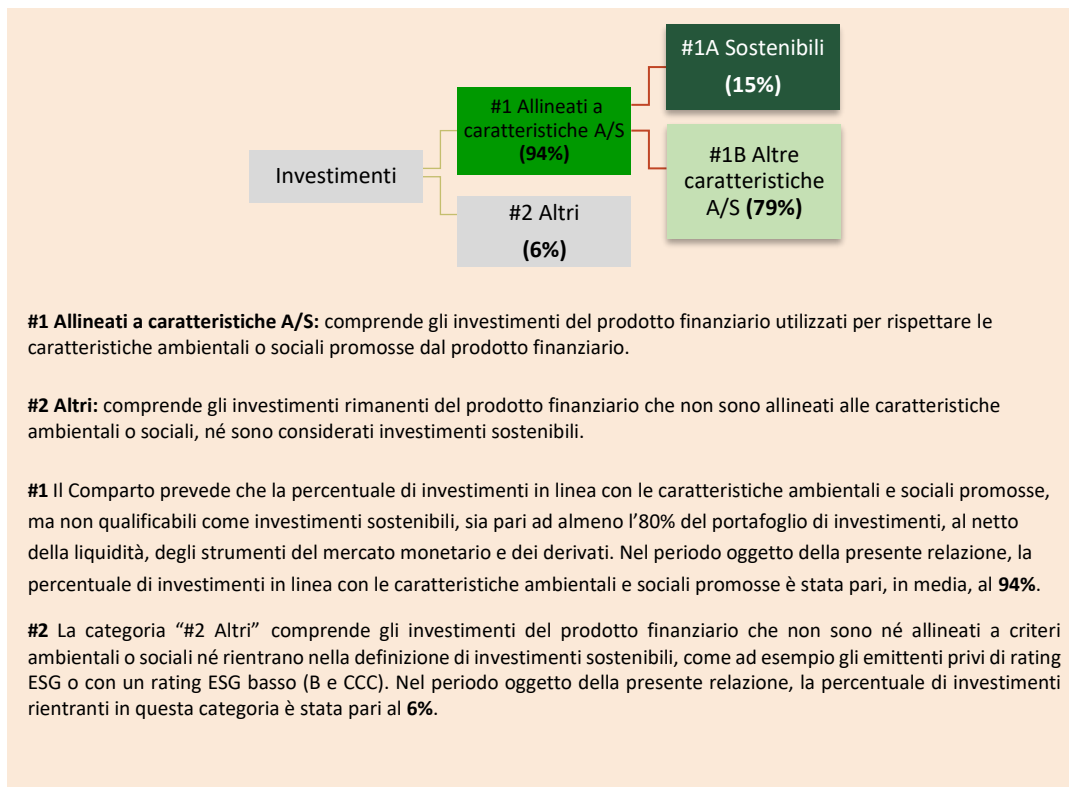 #1A Sostenibili
(15%)
#1 Allineati a
caratteristiche A/S
(94%)
#1B Altre
caratteristiche
A/S (79%)
Investimenti
#2 Altri
(6%)
#1 Allineati a caratteristiche A/S: comprende gli investimenti del prodotto finanziario utilizzati per rispettare le
caratteristiche ambientali o sociali promosse dal prodotto finanziario.
#2 Altri: comprende gli investimenti rimanenti del prodotto finanziario che non sono allineati alle caratteristiche
ambientali o sociali, né sono considerati investimenti sostenibili.
#1 Il Comparto prevede che la percentuale di investimenti in linea con le caratteristiche ambientali e sociali promosse,
ma non qualificabili come investimenti sostenibili, sia pari ad almeno l’80% del portafoglio di investimenti, al netto
della liquidità, degli strumenti del mercato monetario e dei derivati. Nel periodo oggetto della presente relazione, la
percentuale di investimenti in linea con le caratteristiche ambientali e sociali promosse è stata pari, in media, al 94%.
#2 La categoria “#2 Altri” comprende gli investimenti del prodotto finanziario che non sono né allineati a criteri
ambientali o sociali né rientrano nella definizione di investimenti sostenibili, come ad esempio gli emittenti privi di rating
ESG o con un rating ESG basso (B e CCC). Nel periodo oggetto della presente relazione, la percentuale di investimenti
rientranti in questa categoria è stata pari al 6%.